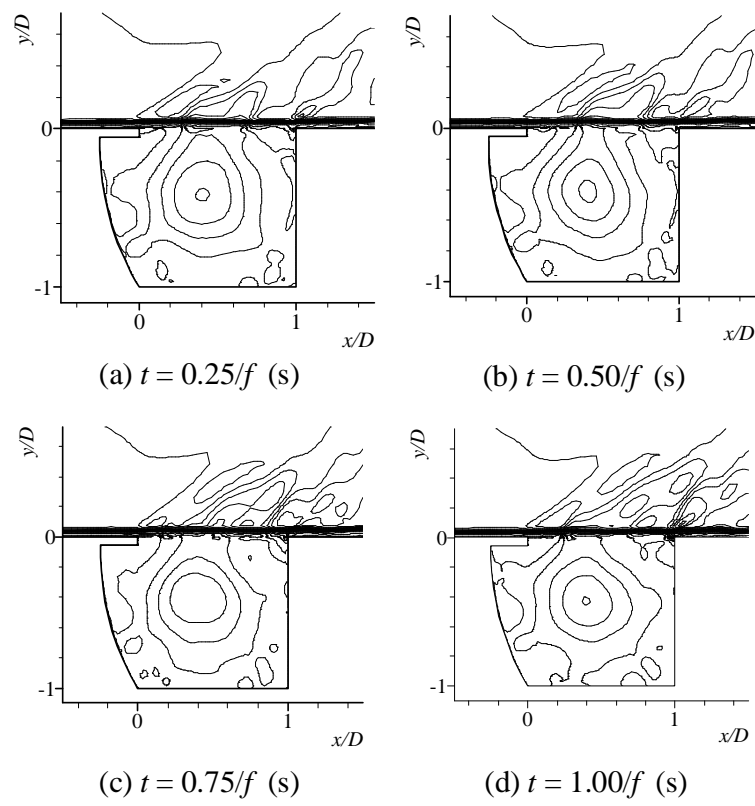 y/D
0
-1
0
1
x/D
(a) t = 0.25/f (s)
y/D
0
-1
0
1
x/D
(b) t = 0.50/f (s)
y/D
0
-1
0
1
x/D
(c) t = 0.75/f (s)
y/D
0
-1
0
1
x/D
(d) t = 1.00/f (s)